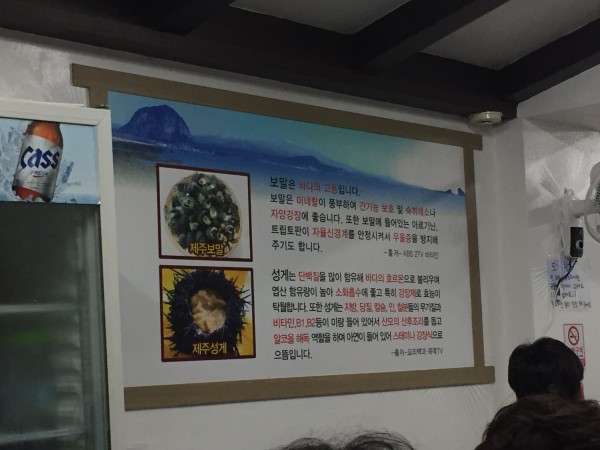 cass
FRESH
보말은 바다의 고동입니다.
보말은 미네랄이 풍부하여 간기능 보호 및 숙취해소나
자양강장에 좋습니다. 또한 보말에 들어있는 아르기닌,
트립토판이 자율신경계를 안정시켜서 우울증을 방지해
주기도 합니다.
-출처- KBS 2TV 비타민
제주보말
성게는 단백질을 많이 함유해 바다의 호르몬으로 불리우며
엽산 함유량이 높아 소화흡수에 좋고 특히 강장제로 효능이
탁월합니다. 또한 성게는 지방, 당질, 칼슘, 인, 철분등의 무기질과
비타민,B1,B2등이 미량 들어 있어서 산모의 산후조리를 돕고
알코올 해독 역할을 하며 아연이 들어 있어 스태미나 강장식으로
으뜸입니다.
-출처-요리백과·쿡쿡TV
제주성게